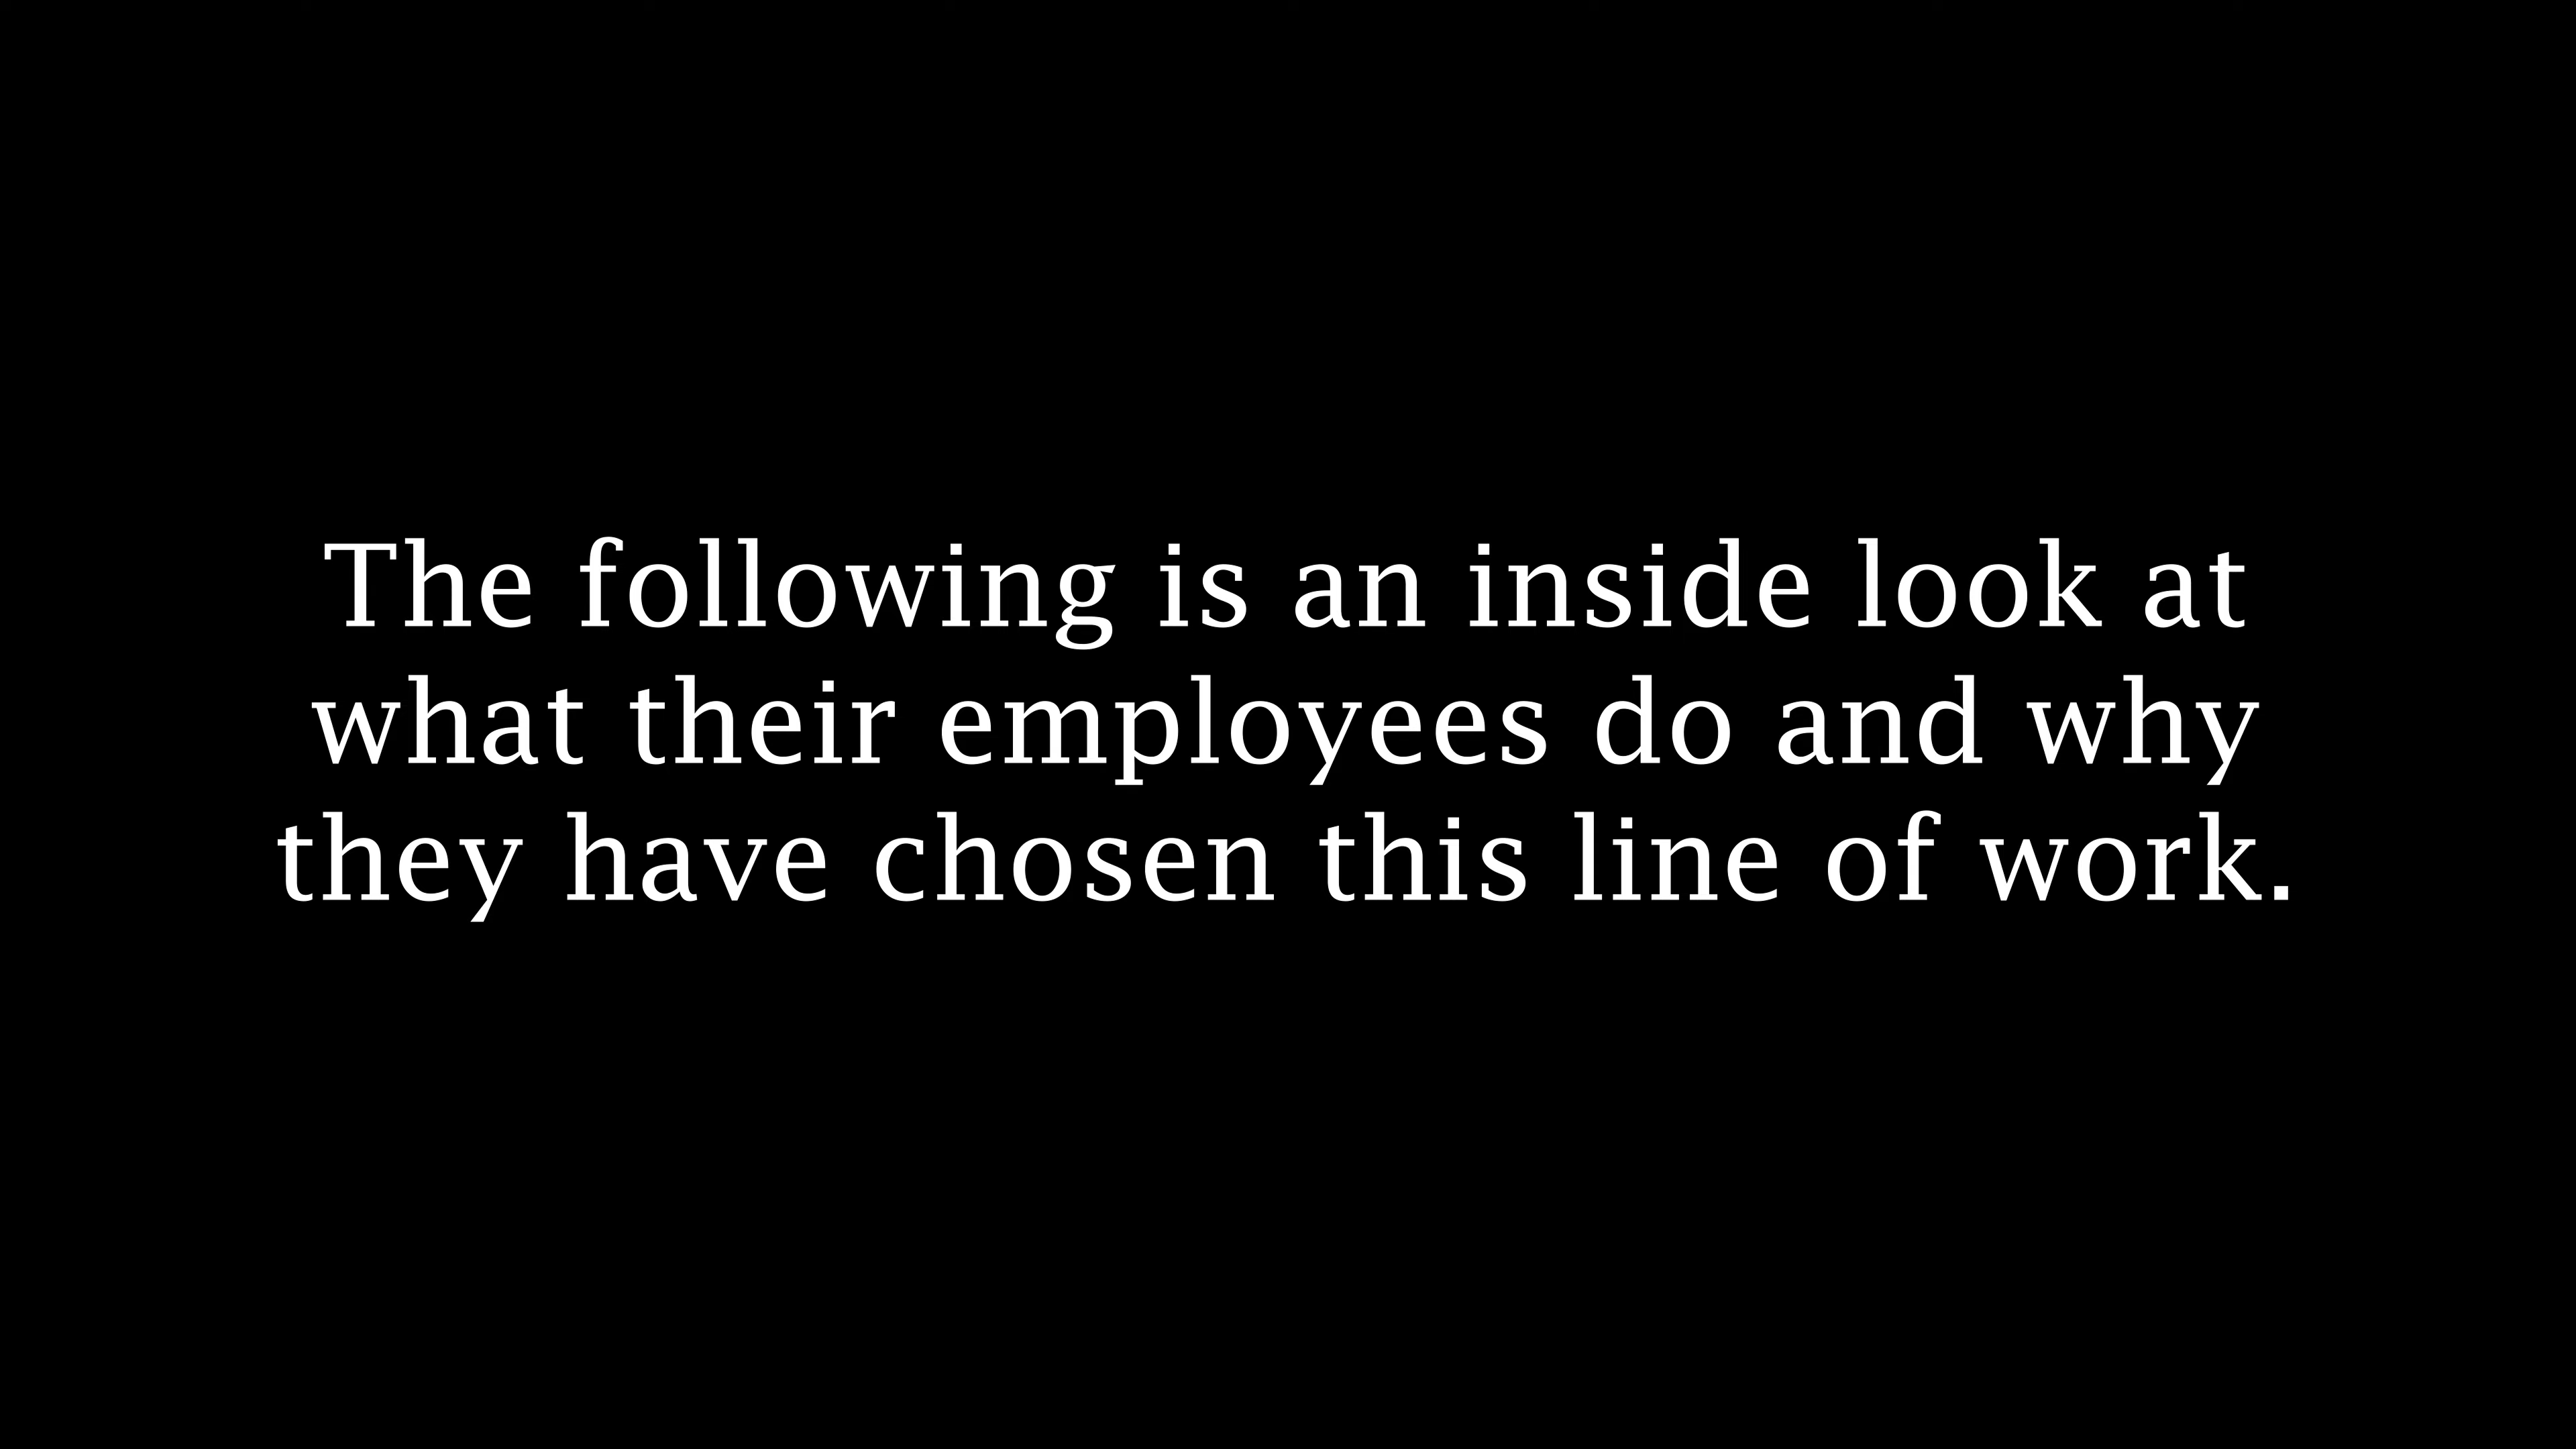 The following is an inside look at
what their employees do and why
they have chosen this line of work.